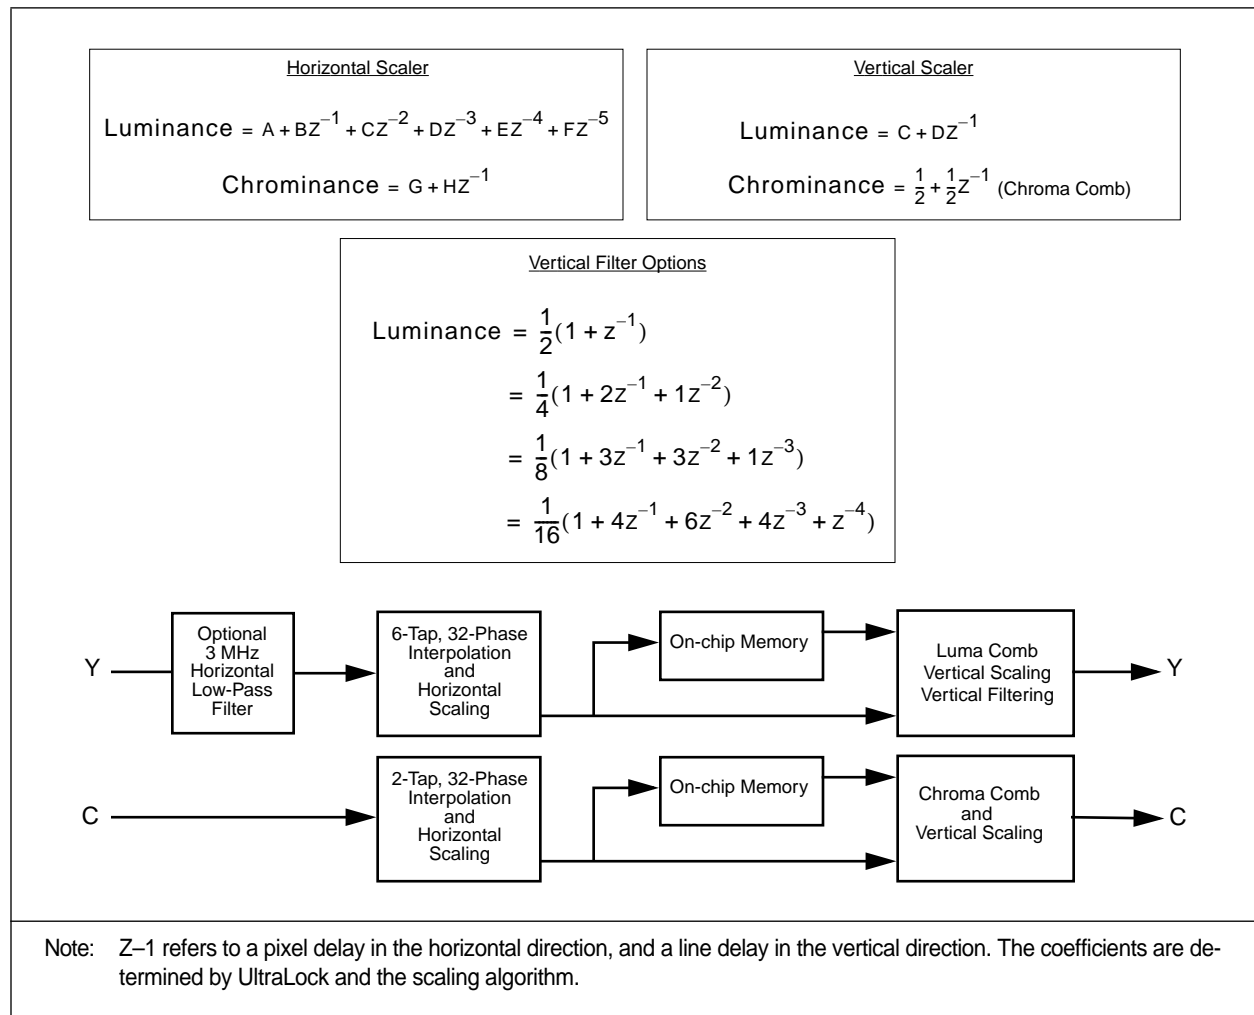 Horizontal Scaler
Luminance = A + BZ⁻¹ + CZ⁻² + DZ⁻³ + EZ⁻⁴ + FZ⁻⁵
Chrominance = G + HZ⁻¹
Vertical Scaler
Luminance = C + DZ⁻¹
Chrominance = 1/2 + 1/2 Z⁻¹ (Chroma Comb)
Vertical Filter Options
Luminance = 1/2 (1 + z⁻¹)
= 1/4 (1 + 2z⁻¹ + 1z⁻²)
= 1/8 (1 + 3z⁻¹ + 3z⁻² + 1z⁻³)
= 1/16 (1 + 4z⁻¹ + 6z⁻² + 4z⁻³ + z⁻⁴)
Y
Optional
3 MHz
Horizontal
Low-Pass
Filter
6-Tap, 32-Phase
Interpolation
and
Horizontal
Scaling
On-chip Memory
Luma Comb
Vertical Scaling
Vertical Filtering
Y
C
2-Tap, 32-Phase
Interpolation
and
Horizontal
Scaling
On-chip Memory
Chroma Comb
and
Vertical Scaling
C
Note: Z–1 refers to a pixel delay in the horizontal direction, and a line delay in the vertical direction. The coefficients are de-
termined by UltraLock and the scaling algorithm.